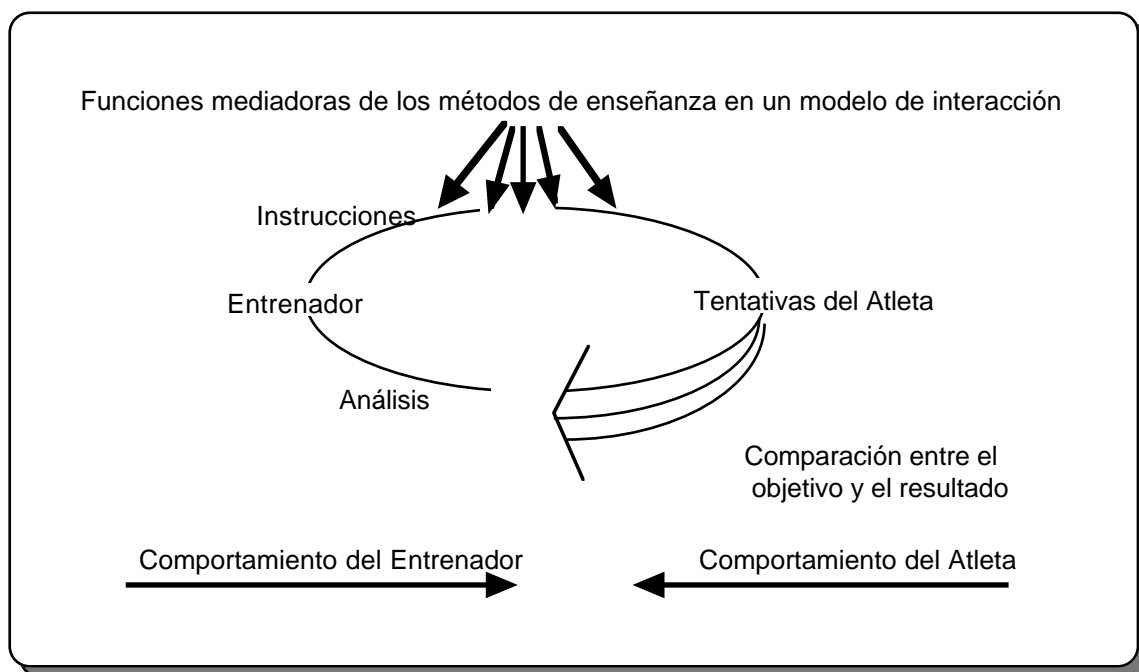 Funciones mediadoras de los métodos de enseñanza en un modelo de interacción
Instrucciones
Entrenador
Tentativas del Atleta
Análisis
Comparación entre el
objetivo y el resultado
Comportamiento del Entrenador
Comportamiento del Atleta